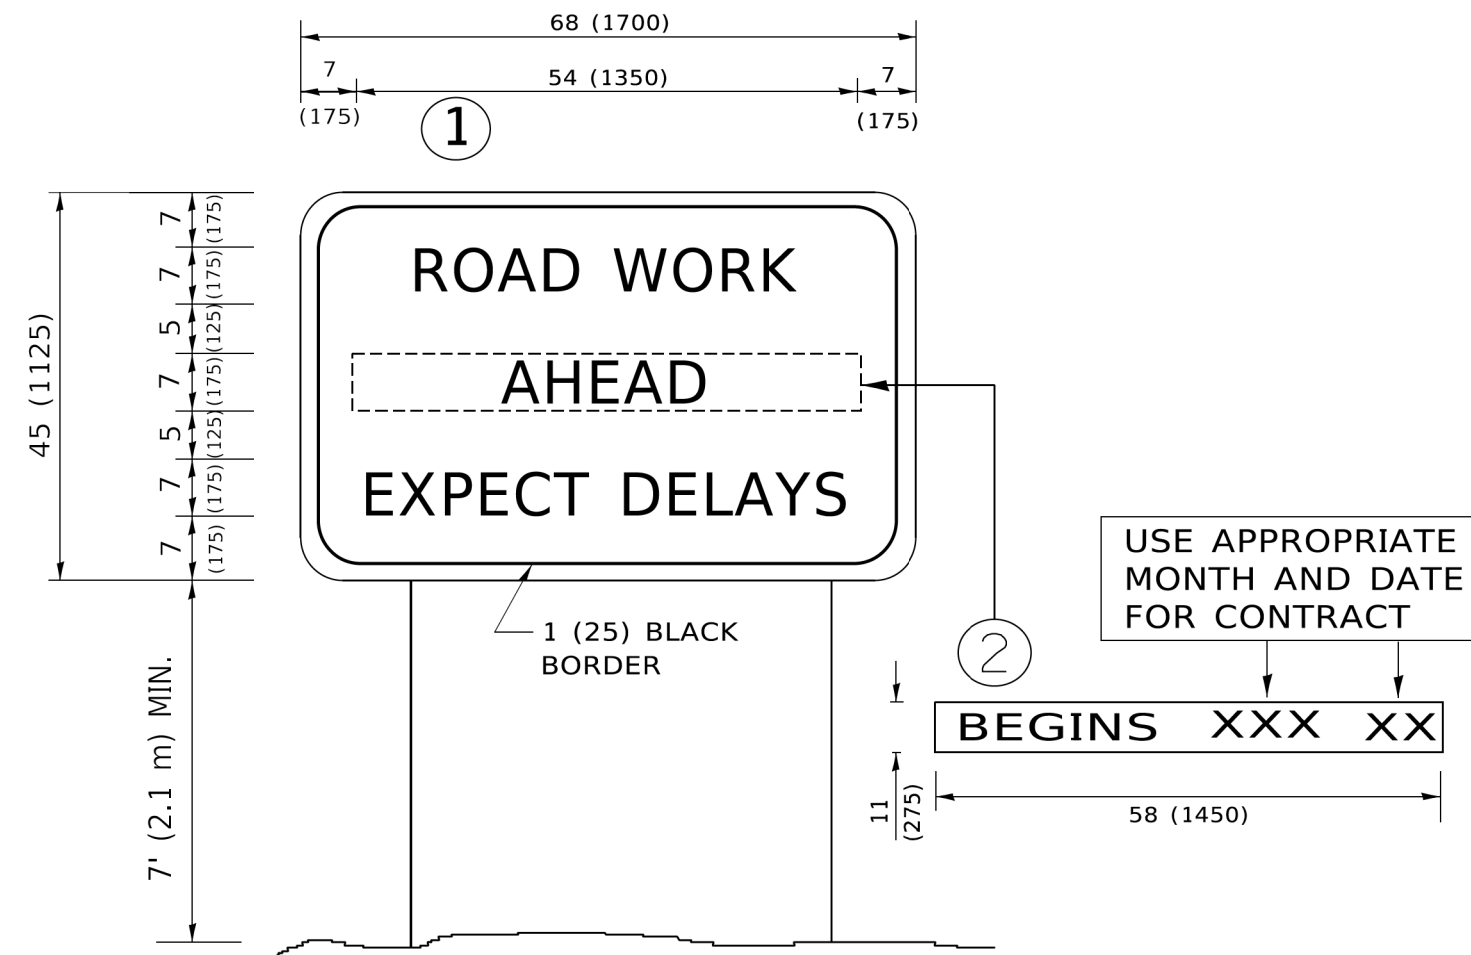 68 (1700)
7
54 (1350)
7
(175)
(175)
1
7
(175)
7
(175)
5
(125)
7
(175)
5
(125)
7
(175)
7
(175)
45 (1125)
ROAD WORK
AHEAD
EXPECT DELAYS
1 (25) BLACK
BORDER
7' (2.1 m) MIN.
2
USE APPROPRIATE
MONTH AND DATE
FOR CONTRACT
BEGINS XXX XX
11
(275)
58 (1450)